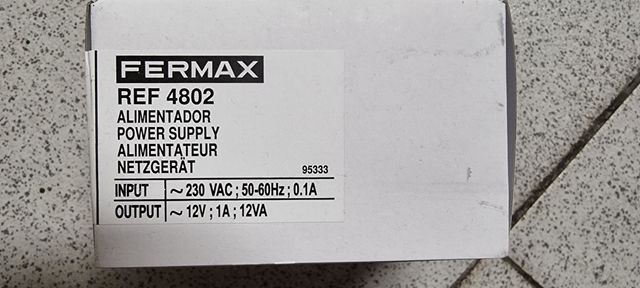 FERMAX
REF 4802
ALIMENTADOR
POWER SUPPLY
ALIMENTATEUR
NETZGERÄT 95333
INPUT ~ 230 VAC ; 50-60Hz ; 0.1A
OUTPUT ~ 12V ; 1A ; 12VA